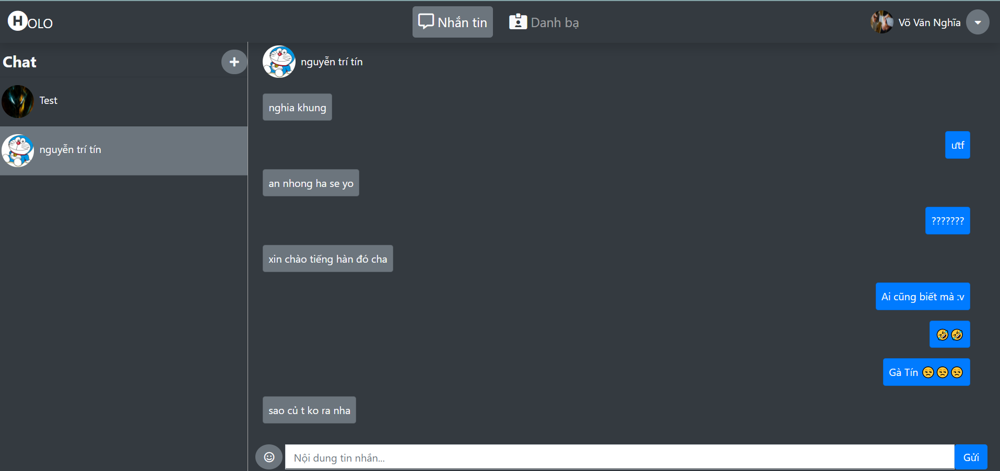 HOLO
Nhắn tin
Danh bạ
Võ Văn Nghĩa
Chat
Test
nguyễn trí tín
nguyễn trí tín
nghia khung
ưtf
an nhong ha se yo
???????
xin chào tiếng hàn đó cha
Ai cũng biết mà :v
🤣🤣
Gà Tín 😒😒😒
sao củ t ko ra nha
Nội dung tin nhắn...
Gửi